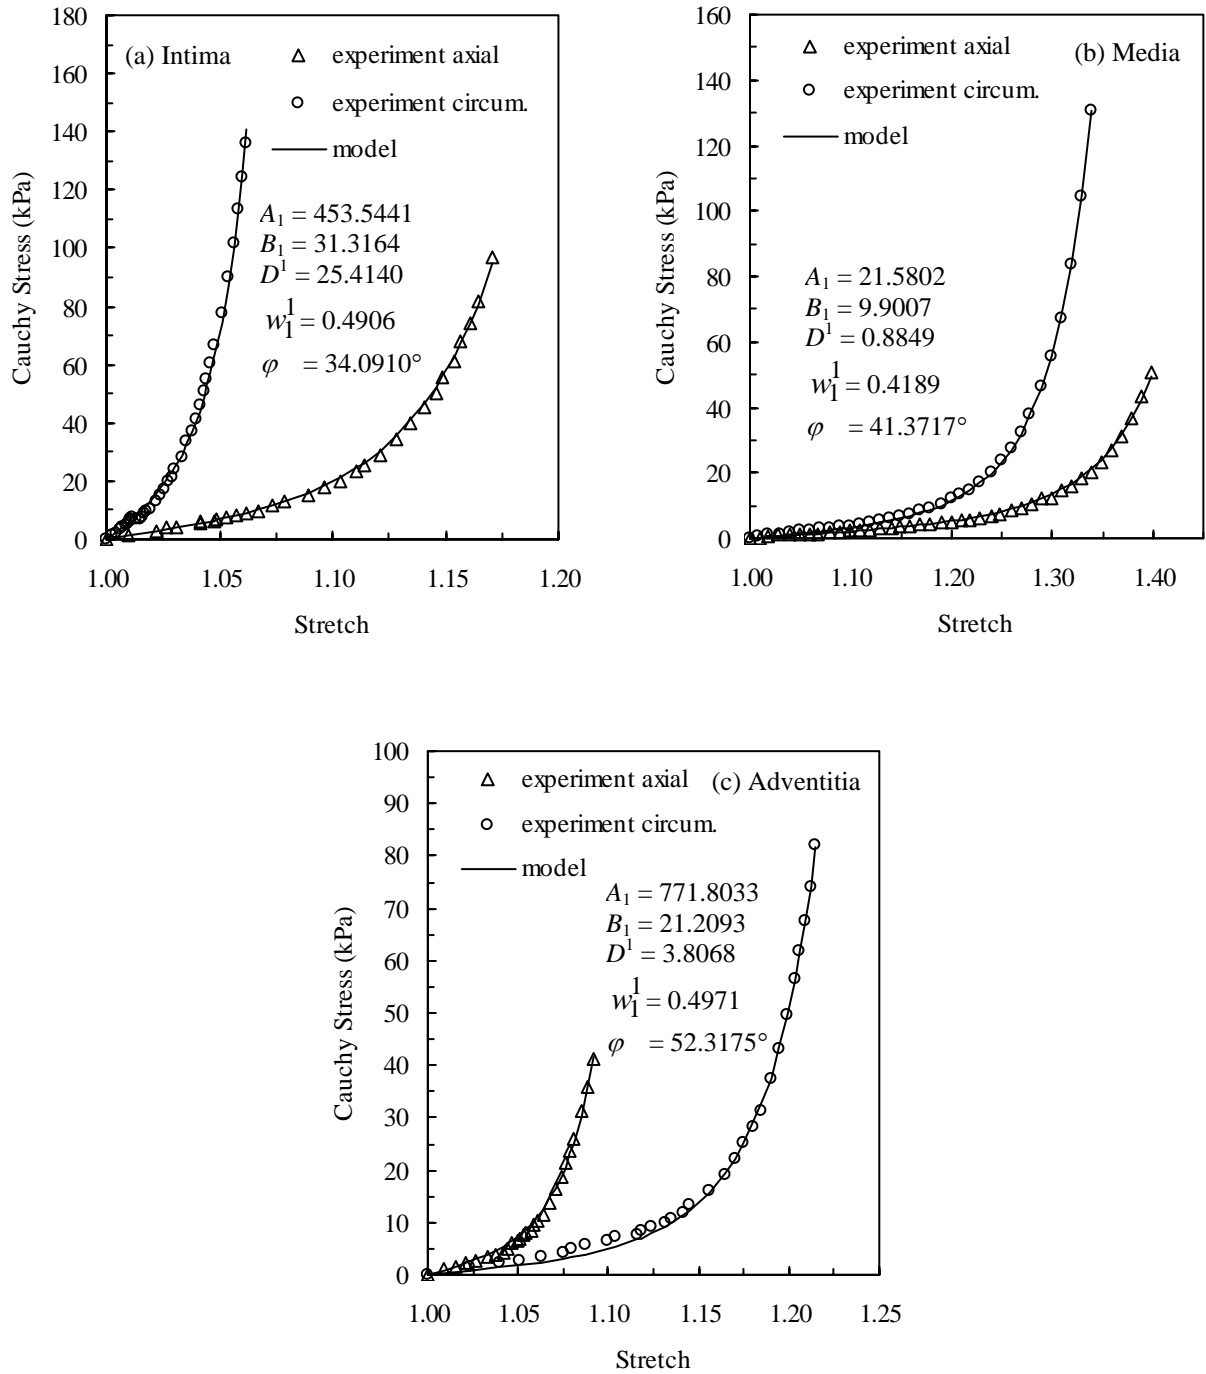 (a) Intima
experiment axial
experiment circum.
model
A₁ = 453.5441
B₁ = 31.3164
D¹ = 25.4140
w₁¹ = 0.4906
φ = 34.0910°
Cauchy Stress (kPa)
180
160
140
120
100
80
60
40
20
0
1.00 1.05 1.10 1.15 1.20
Stretch
(b) Media
experiment axial
experiment circum.
model
A₁ = 21.5802
B₁ = 9.9007
D¹ = 0.8849
w₁¹ = 0.4189
φ = 41.3717°
Cauchy Stress (kPa)
160
140
120
100
80
60
40
20
0
1.00 1.10 1.20 1.30 1.40
Stretch
(c) Adventitia
experiment axial
experiment circum.
model
A₁ = 771.8033
B₁ = 21.2093
D¹ = 3.8068
w₁¹ = 0.4971
φ = 52.3175°
Cauchy Stress (kPa)
100
90
80
70
60
50
40
30
20
10
0
1.00 1.05 1.10 1.15 1.20 1.25
Stretch